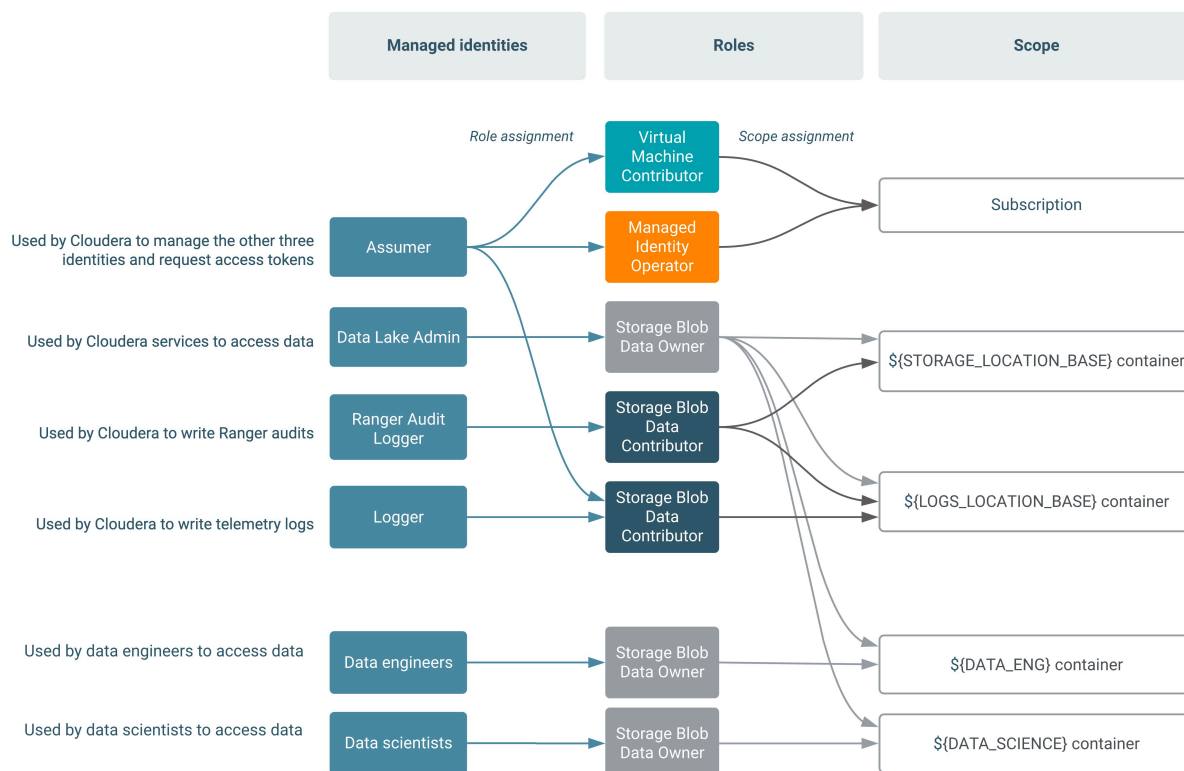 Managed identities
Roles
Scope
Role assignment
Scope assignment
Virtual
Machine
Contributor
Subscription
Used by Cloudera to manage the other three
identities and request access tokens
Assumer
Managed
Identity
Operator
Used by Cloudera services to access data
Data Lake Admin
Storage Blob
Data Owner
${STORAGE_LOCATION_BASE} container
Used by Cloudera to write Ranger audits
Ranger Audit
Logger
Storage Blob
Data
Contributor
Used by Cloudera to write telemetry logs
Logger
Storage Blob
Data
Contributor
${LOGS_LOCATION_BASE} container
Used by data engineers to access data
Data engineers
Storage Blob
Data Owner
${DATA_ENG} container
Used by data scientists to access data
Data scientists
Storage Blob
Data Owner
${DATA_SCIENCE} container